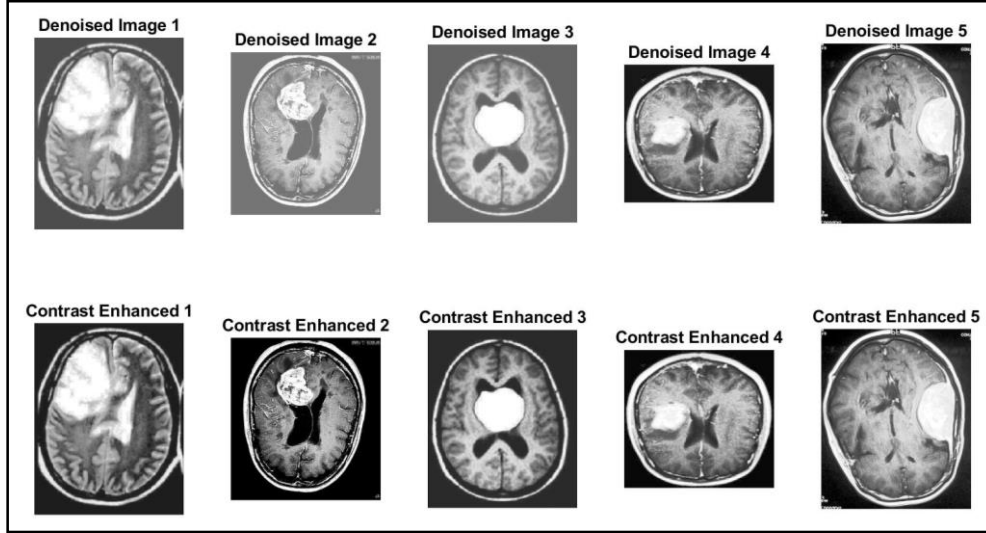 Denoised Image 1
Denoised Image 2
Denoised Image 3
Denoised Image 4
Denoised Image 5
Contrast Enhanced 1
Contrast Enhanced 2
Contrast Enhanced 3
Contrast Enhanced 4
Contrast Enhanced 5